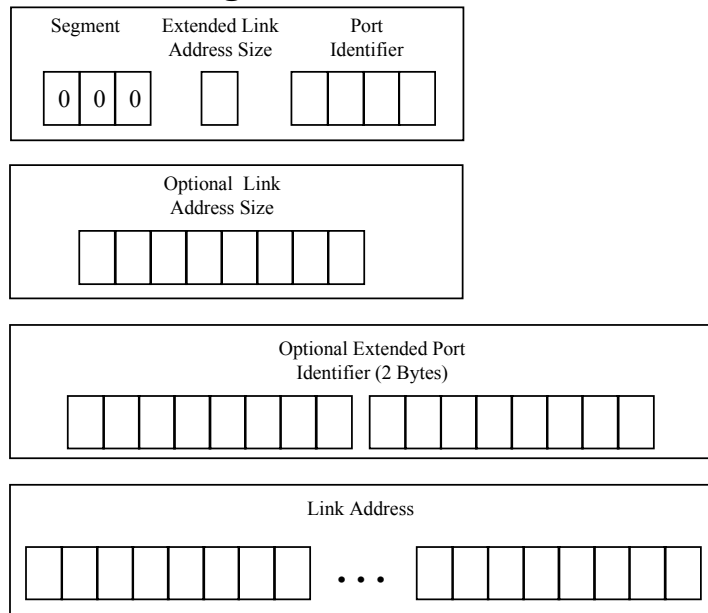 Segment
Extended Link
Address Size
Port
Identifier
0 0 0
Optional Link
Address Size
Optional Extended Port
Identifier (2 Bytes)
Link Address
. . .